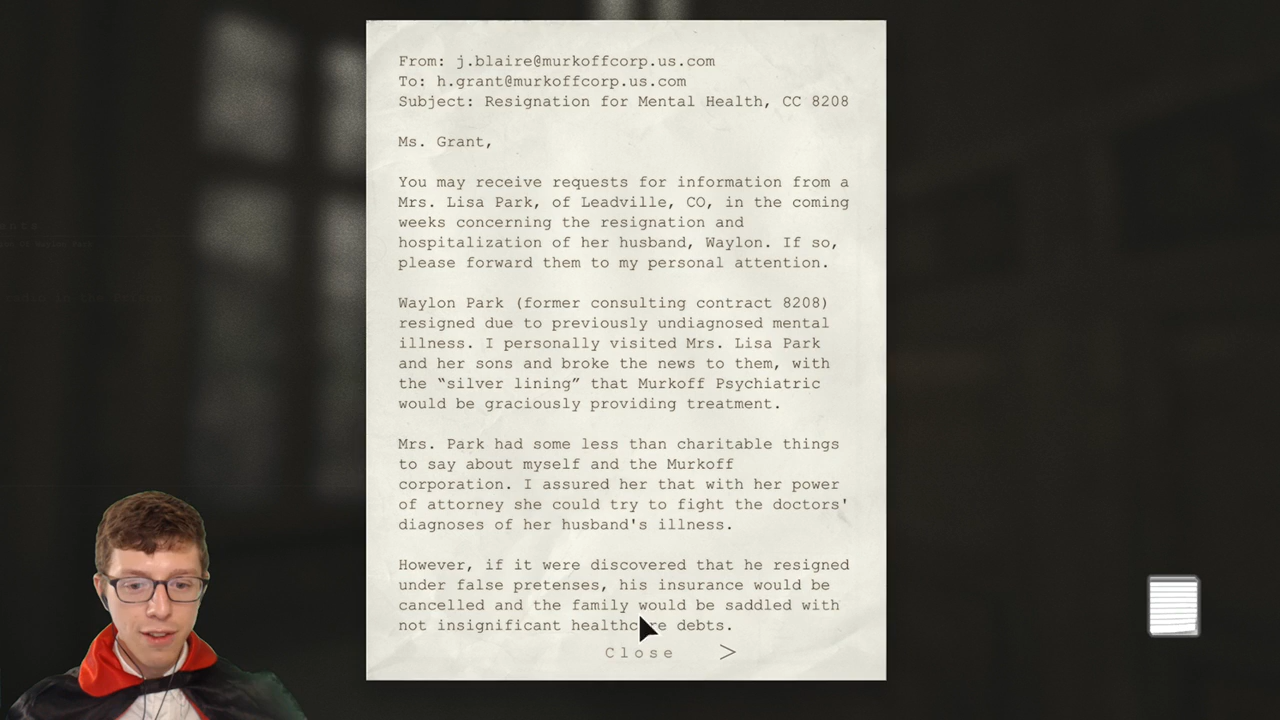 From: j.blaire@murkoffcorp.us.com
To: h.grant@murkoffcorp.us.com
Subject: Resignation for Mental Health, CC 8208
Ms. Grant,
You may receive requests for information from a
Mrs. Lisa Park, of Leadville, CO, in the coming
weeks concerning the resignation and
hospitalization of her husband, Waylon. If so,
please forward them to my personal attention.
Waylon Park (former consulting contract 8208)
resigned due to previously undiagnosed mental
illness. I personally visited Mrs. Lisa Park
and her sons and broke the news to them, with
the “silver lining” that Murkoff Psychiatric
would be graciously providing treatment.
Mrs. Park had some less than charitable things
to say about myself and the Murkoff
corporation. I assured her that with her power
of attorney she could try to fight the doctors'
diagnoses of her husband's illness.
However, if it were discovered that he resigned
under false pretenses, his insurance would be
cancelled and the family would be saddled with
not insignificant healthcare debts.
Close >